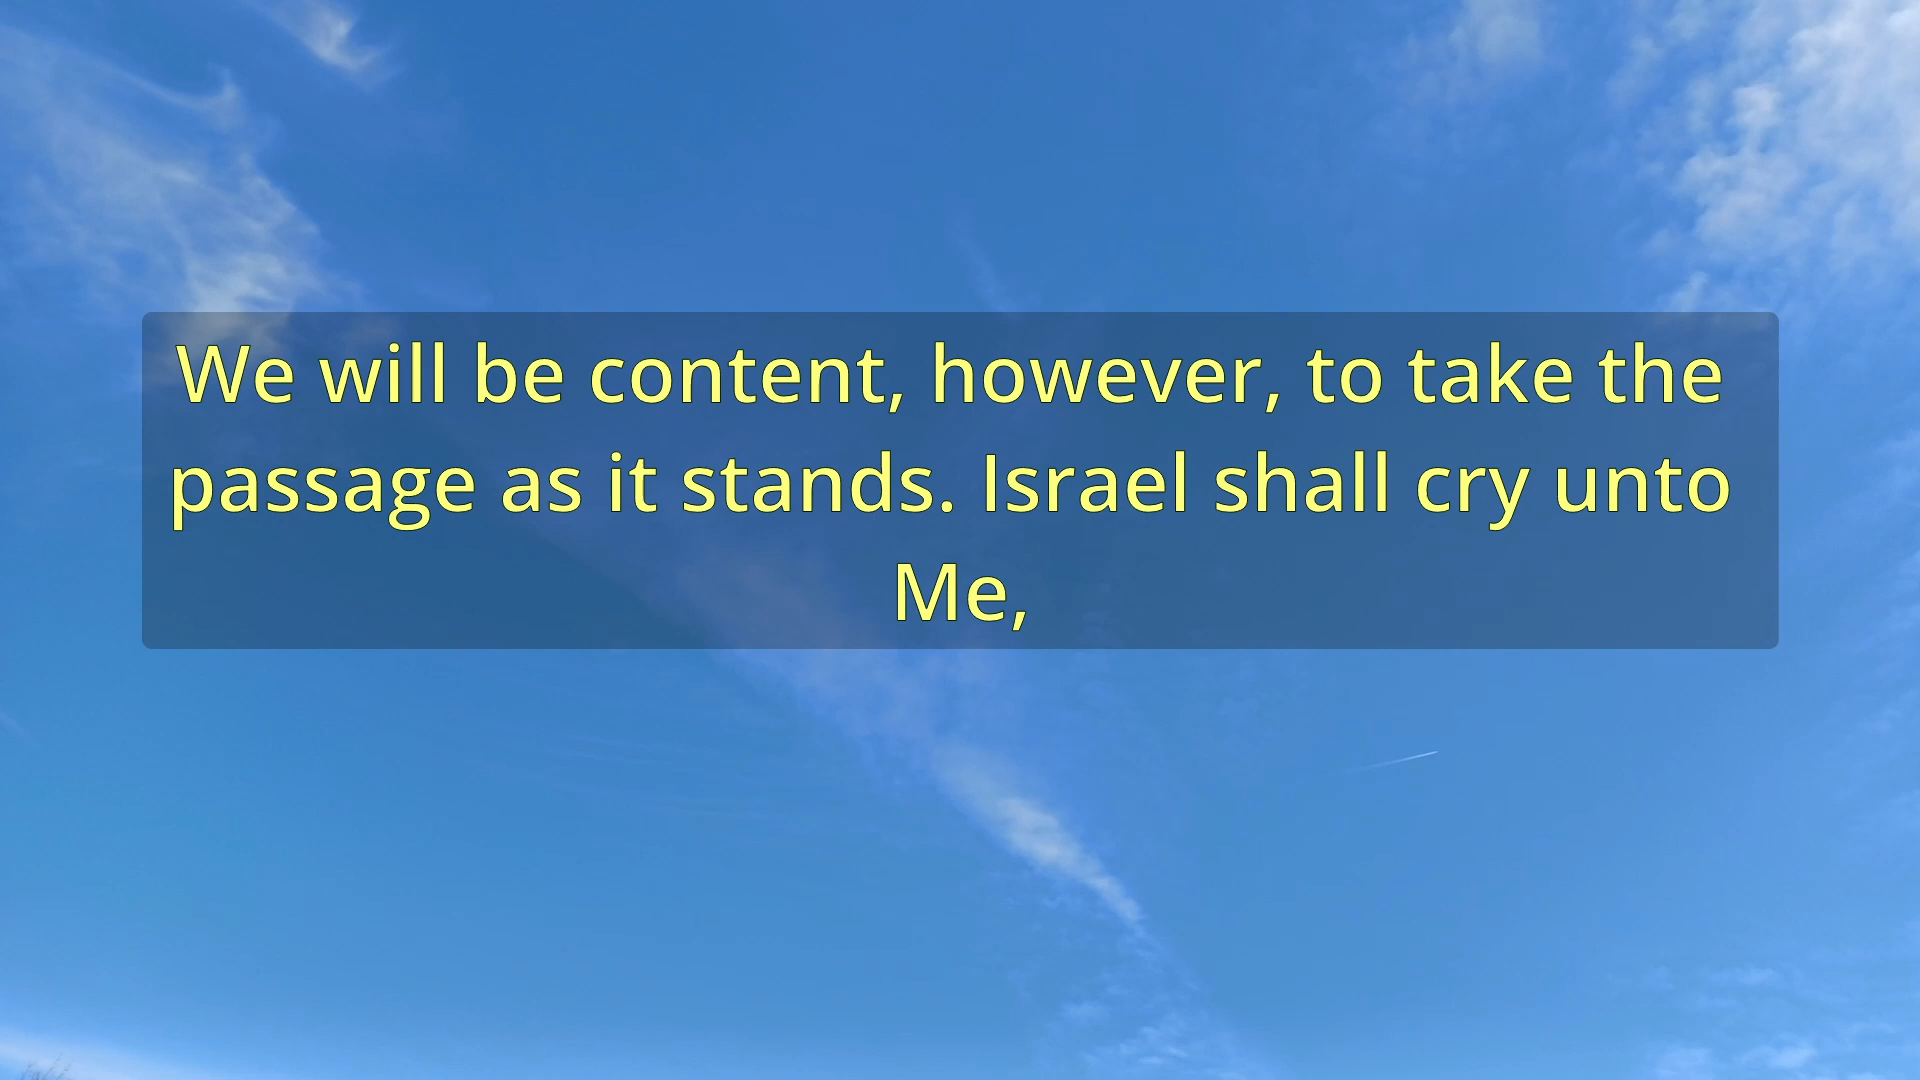 We will be content, however, to take the
passage as it stands. Israel shall cry unto
Me,